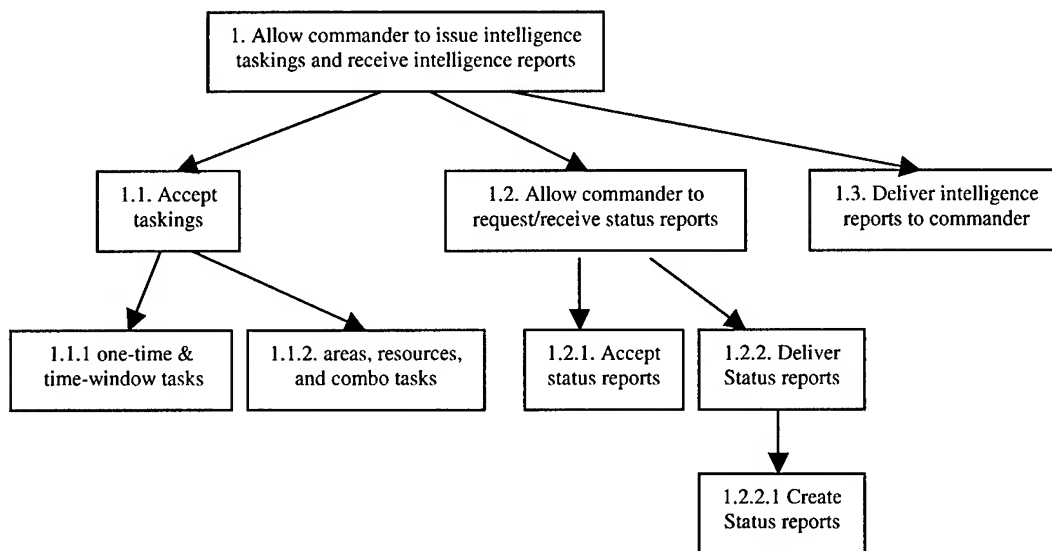 1. Allow commander to issue intelligence
taskings and receive intelligence reports
1.1. Accept
taskings
1.2. Allow commander to
request/receive status reports
1.3. Deliver intelligence
reports to commander
1.1.1 one-time &
time-window tasks
1.1.2. areas, resources,
and combo tasks
1.2.1. Accept
status reports
1.2.2. Deliver
Status reports
1.2.2.1 Create
Status reports